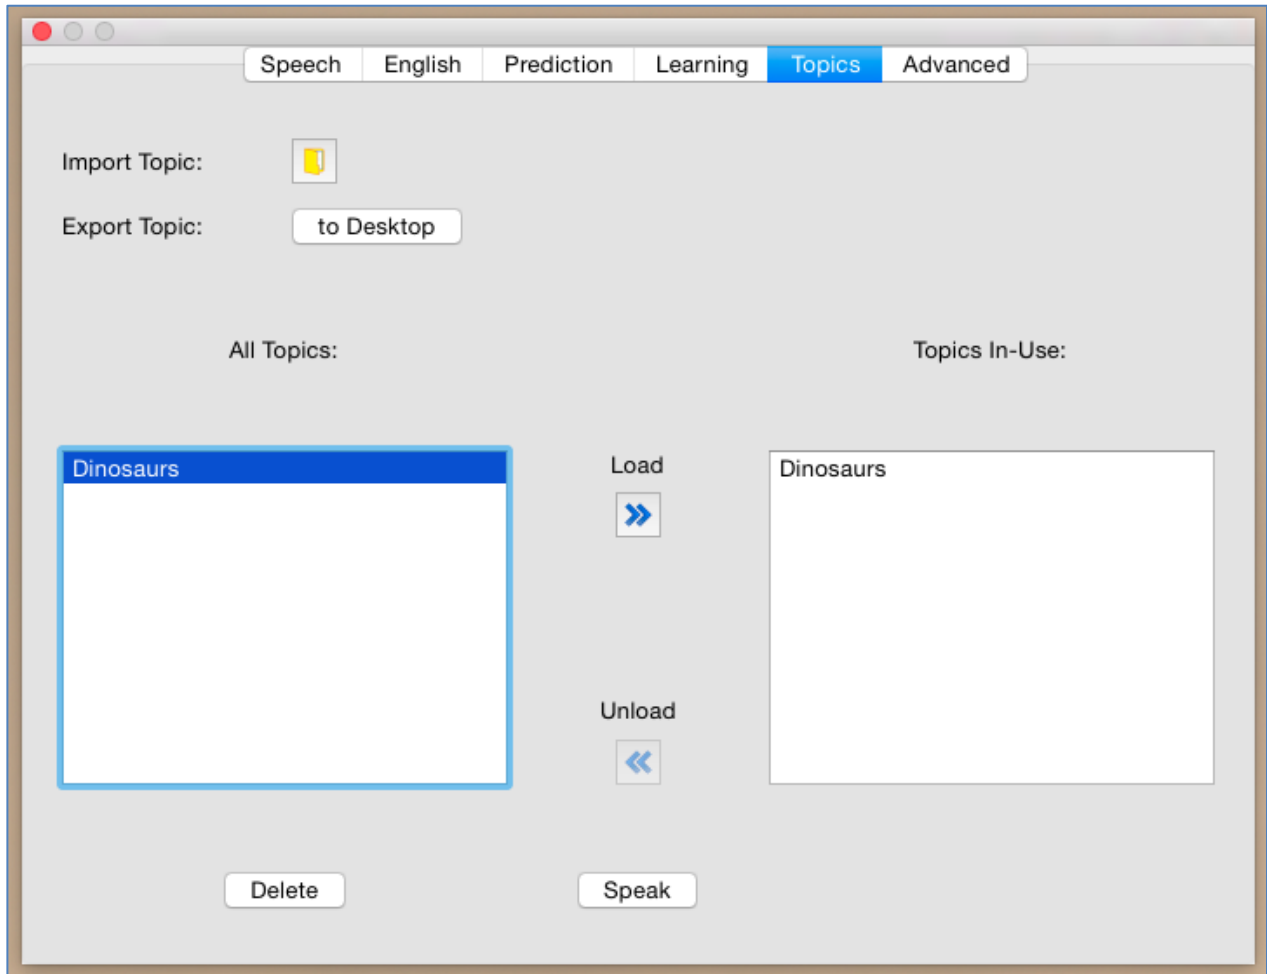 Speech English Prediction Learning Topics Advanced
Import Topic:
Export Topic: to Desktop
All Topics: Topics In-Use:
Dinosaurs Load Dinosaurs
Unload
Delete Speak